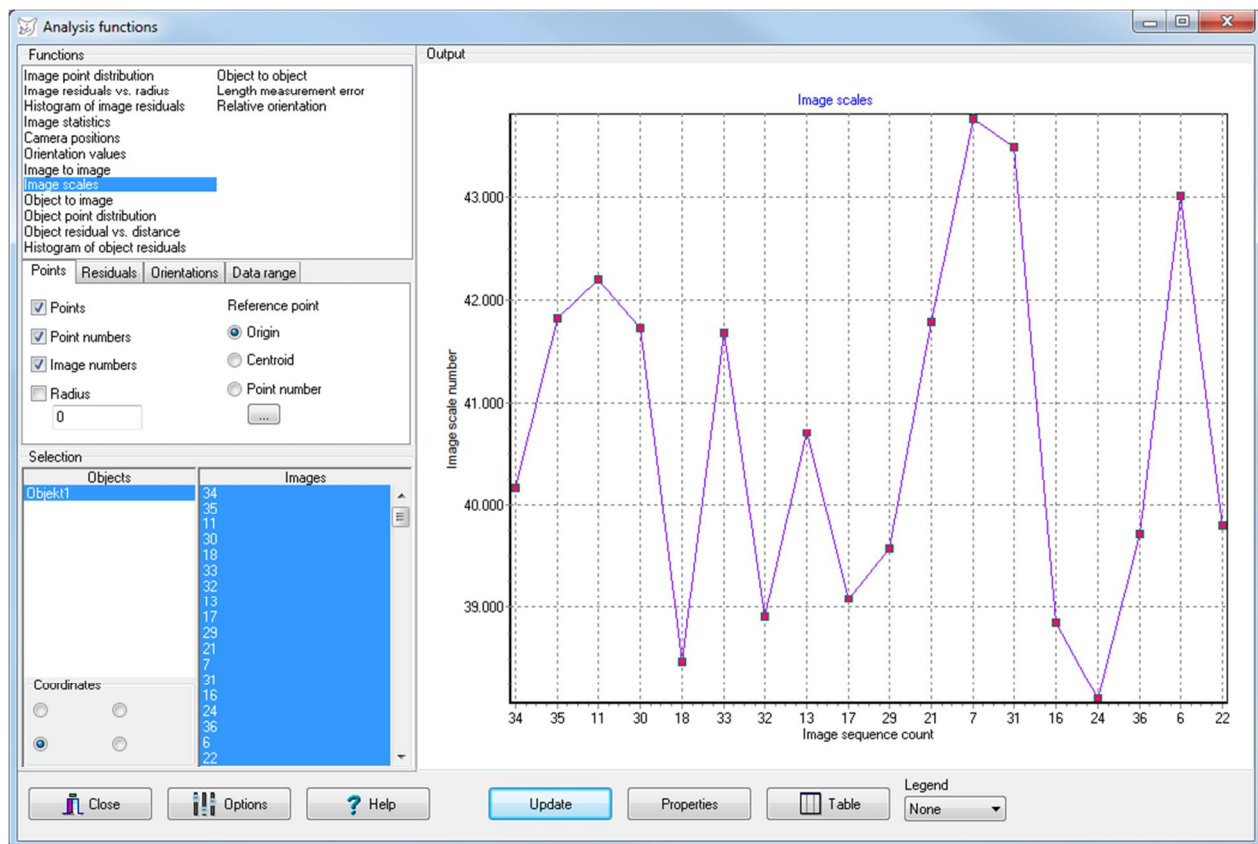 Analysis functions
Functions
Image point distribution
Image residuals vs. radius
Histogram of image residuals
Image statistics
Camera positions
Orientation values
Image to image
Image scales
Object to image
Object point distribution
Object residual vs. distance
Histogram of object residuals
Object to object
Length measurement error
Relative orientation
Points Residuals Orientations Data range
Points
Point numbers
Image numbers
Radius
0
Reference point
Origin
Centroid
Point number
...
Selection
Objects
Objekt1
Images
34
35
11
30
18
33
32
13
17
29
21
7
31
16
24
36
6
22
Coordinates
Output
Image scales
Image scale number
43.000
42.000
41.000
40.000
39.000
34 35 11 30 18 33 32 13 17 29 21 7 31 16 24 36 6 22
Image sequence count
Close Options ? Help Update Properties Table
Legend
None